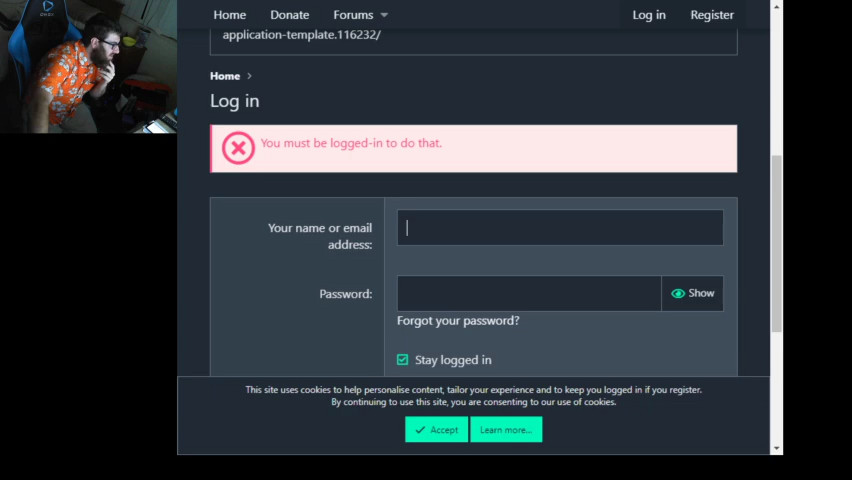 Home Donate Forums Log in Register
application-template.116232/
Home
Log in
You must be logged-in to do that.
Your name or email
address:
Password:
Show
Forgot your password?
Stay logged in
This site uses cookies to help personalise content, tailor your experience and to keep you logged in if you register.
By continuing to use this site, you are consenting to our use of cookies.
Accept Learn more...